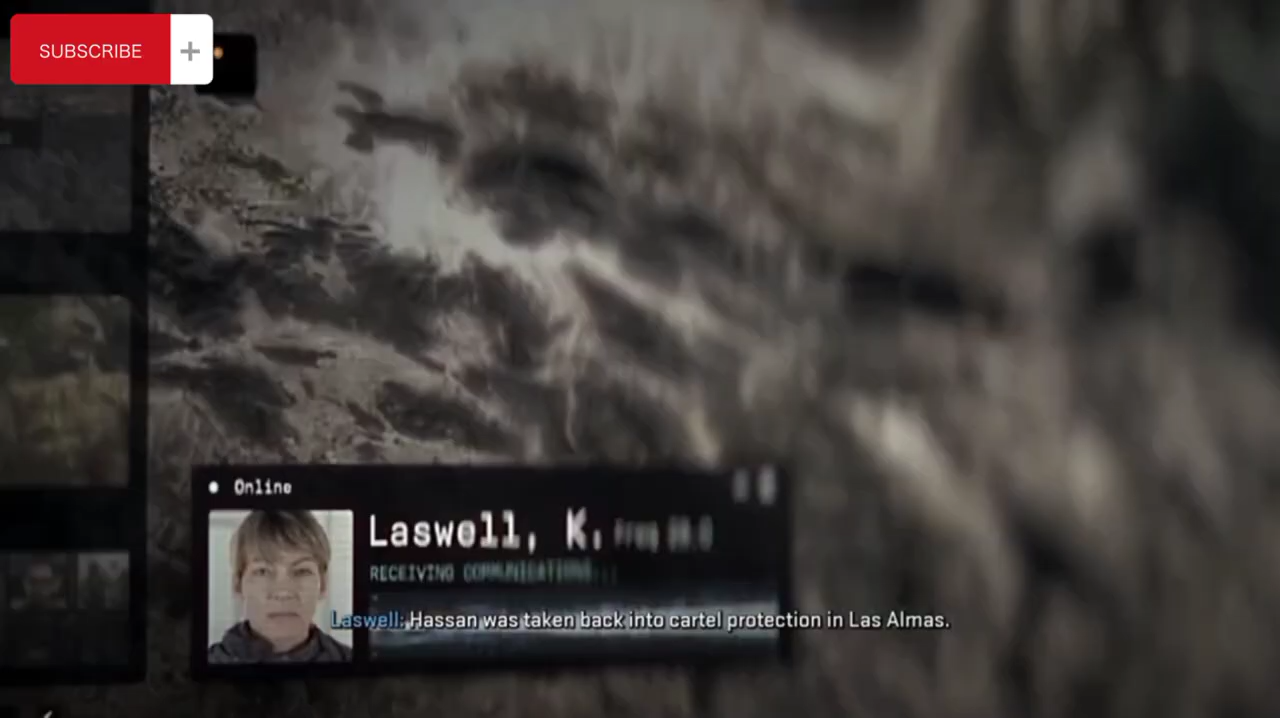 SUBSCRIBE +
Online
Laswell, K.
RECEIVING COMMUNICATIONS...
Laswell: Hassan was taken back into cartel protection in Las Almas.